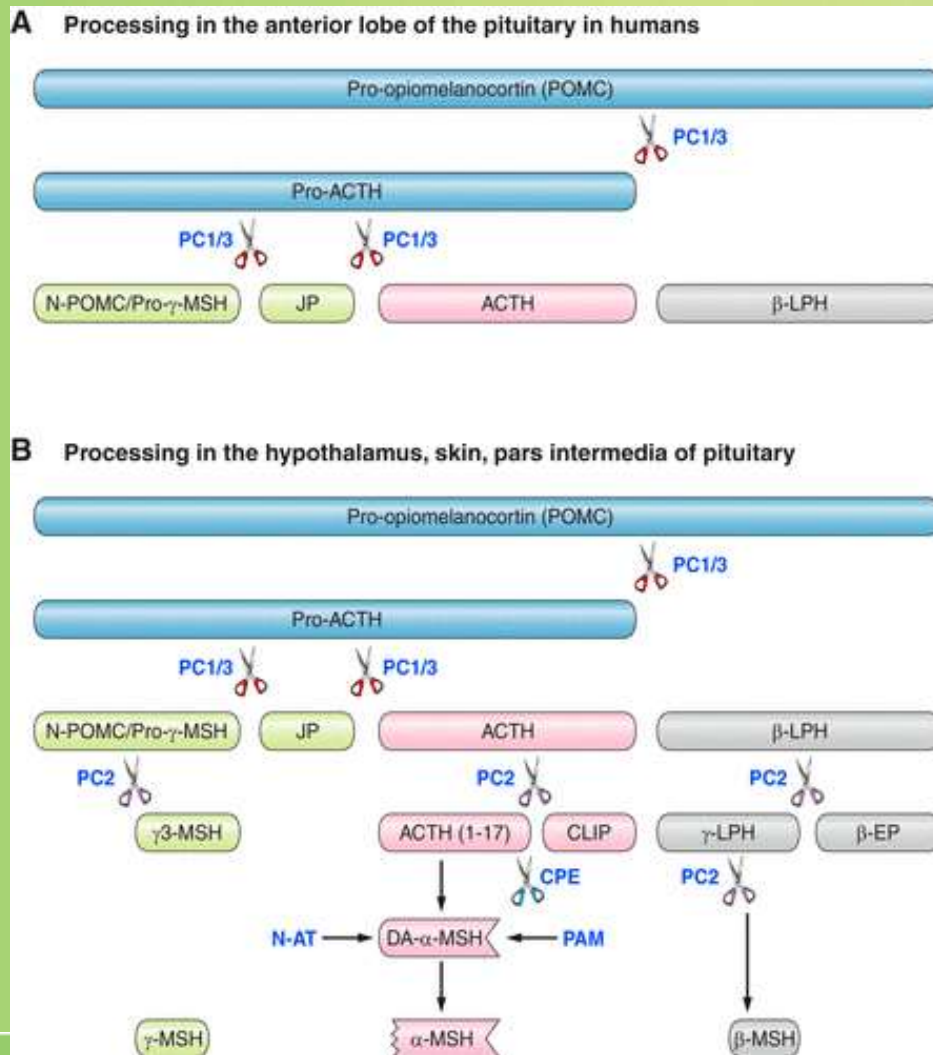 A Processing in the anterior lobe of the pituitary in humans
Pro-opiomelanocortin (POMC)
PC1/3
Pro-ACTH
PC1/3 PC1/3
N-POMC/Pro-γ-MSH JP ACTH β-LPH
B Processing in the hypothalamus, skin, pars intermedia of pituitary
Pro-opiomelanocortin (POMC)
PC1/3
Pro-ACTH
PC1/3 PC1/3
N-POMC/Pro-γ-MSH JP ACTH β-LPH
PC2 PC2 PC2
γ3-MSH ACTH (1-17) CLIP γ-LPH β-EP
CPE PC2
N-AT DA-α-MSH PAM
γ-MSH α-MSH β-MSH